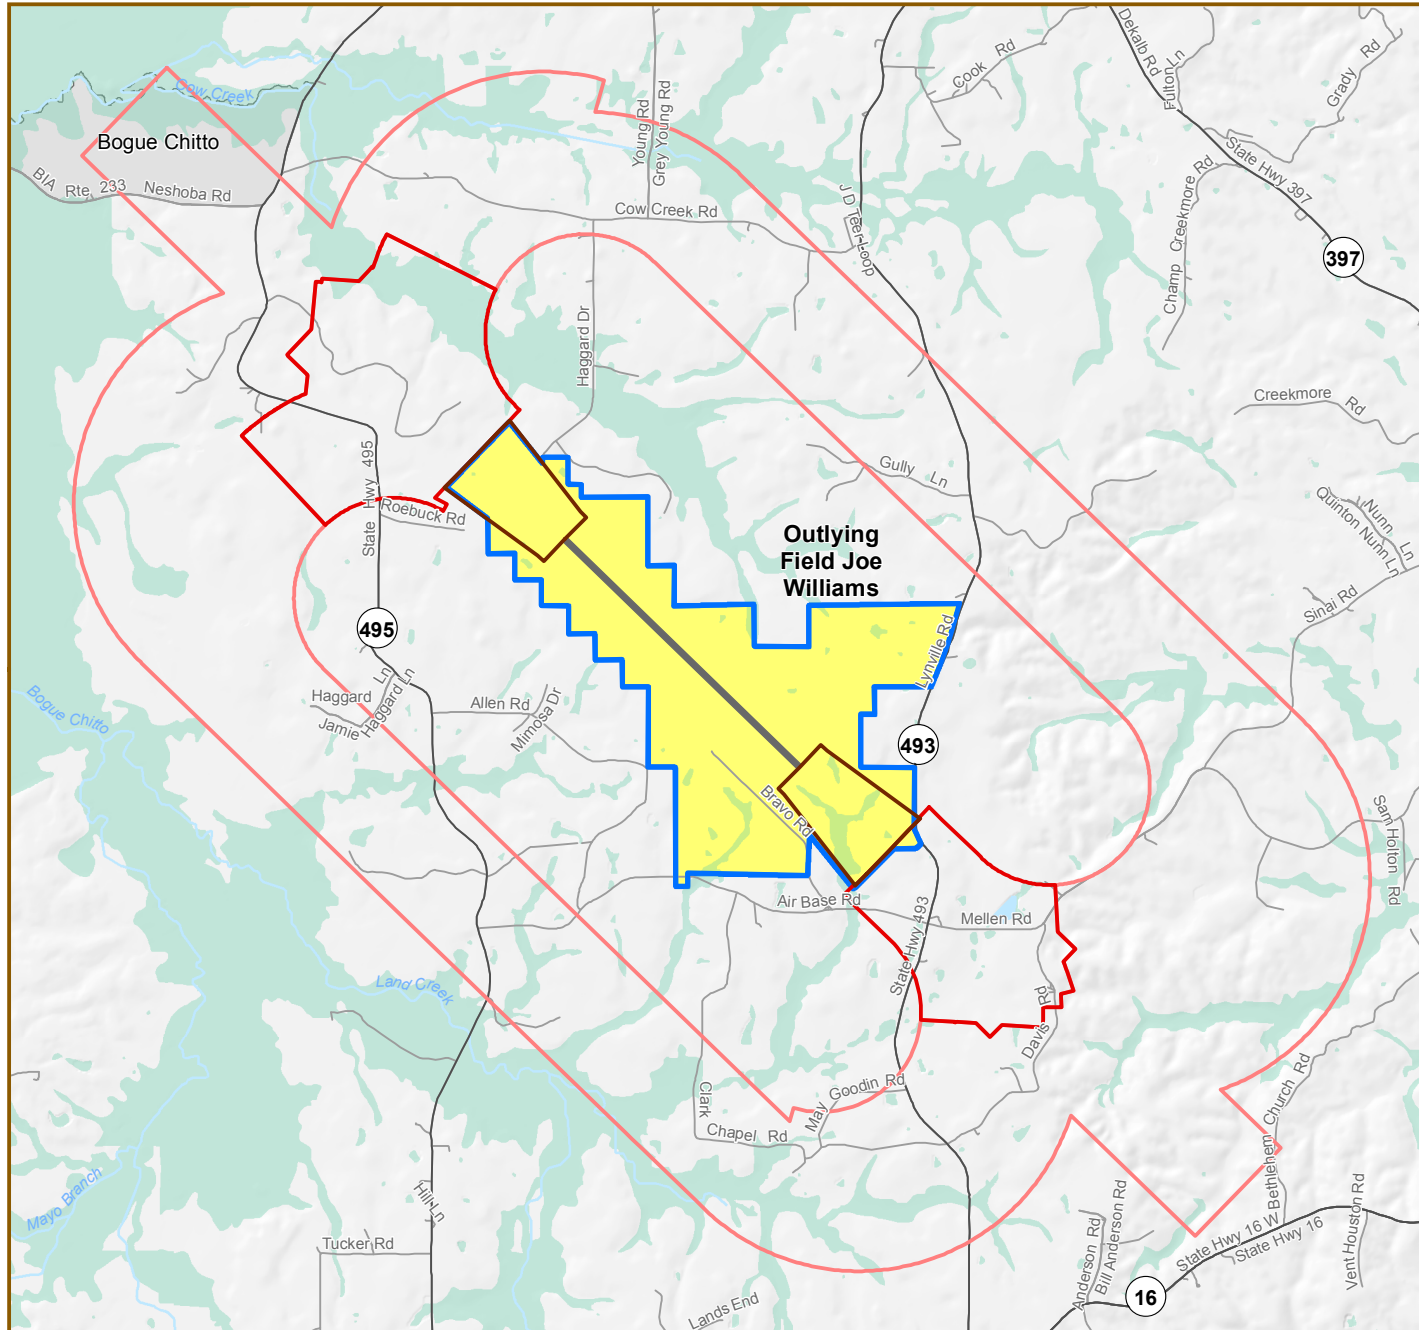 Dekalb Rd
Fulton Ln
Cook Rd
Grady Rd
Cow Creek
Young Rd
Grey Young Rd
Bogue Chitto
State Hwy 397
BIA Rte 233
Neshoba Rd
Cow Creek Rd
J D Teer Loop
Champ Creekmore Rd
397
Haggard Dr
Creekmore Rd
Gully Ln
State Hwy 495
Roebuck Rd
Nunn Ln
Quinton Nunn Ln
Outlying
Field Joe
Williams
Sinai Rd
495
Lynville Rd
Haggard Ln
Jamie Haggard Ln
Allen Rd
Mimosa Dr
Bogue Chitto
493
Bravo Rd
Sam Holton Rd
Air Base Rd
Mellen Rd
State Hwy 493
Land Creek
Davis Rd
Goodin Rd
May
Clark
Chapel Rd
Bethlehem Church Rd
Mayo Branch
Hill Ln
Tucker Rd
Anderson Rd
Bill Anderson Rd
State Hwy 16 W
State Hwy 16
Vent Houston Rd
Lands End
16